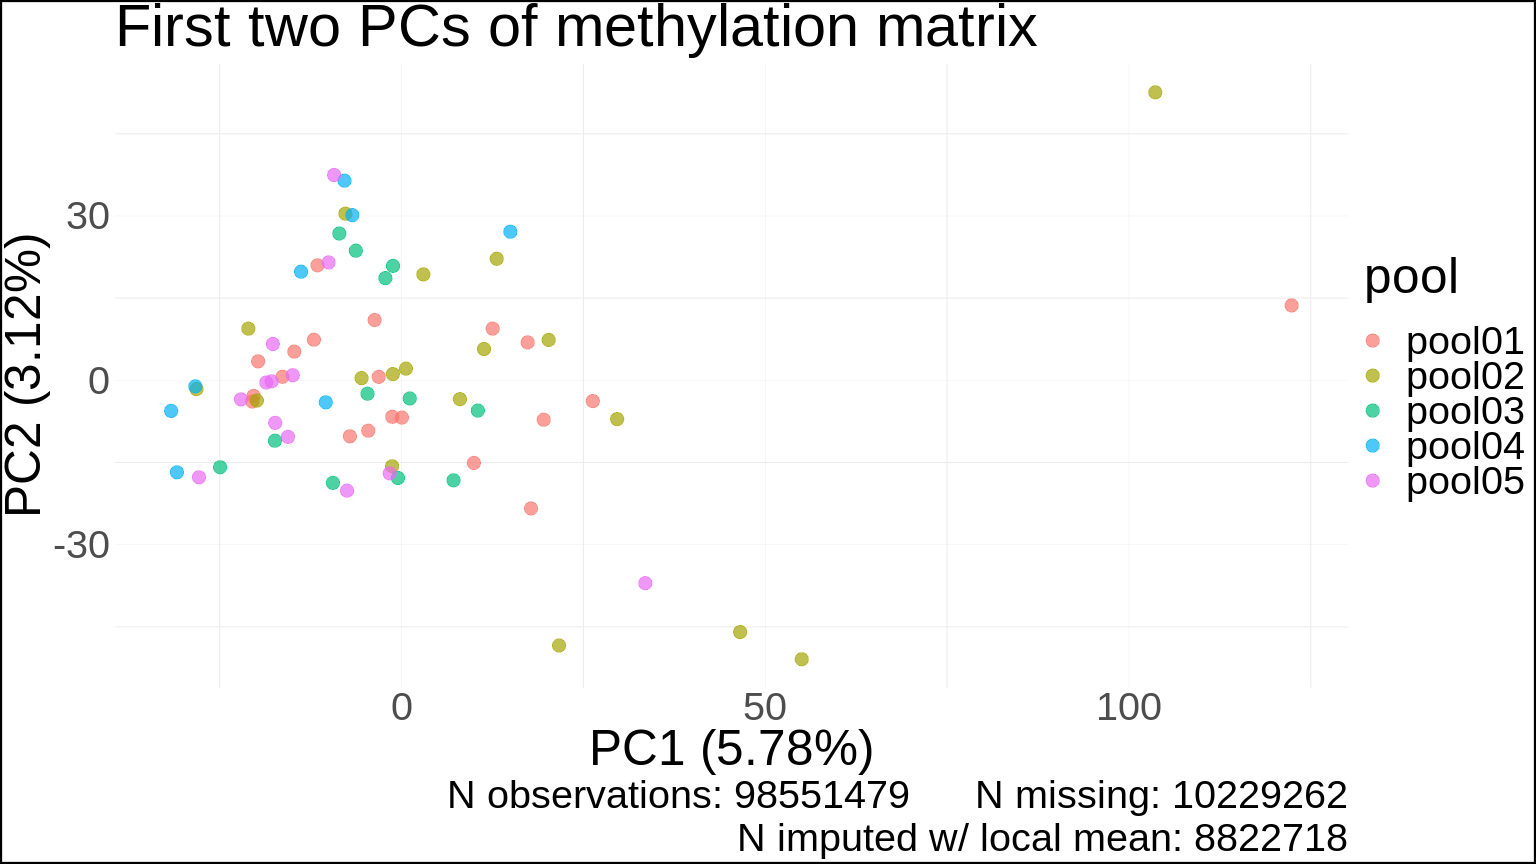 First two PCs of methylation matrix
PC2 (3.12%)
30
0
-30
0
50
100
PC1 (5.78%)
pool
pool01
pool02
pool03
pool04
pool05
N observations: 98551479 N missing: 10229262
N imputed w/ local mean: 8822718